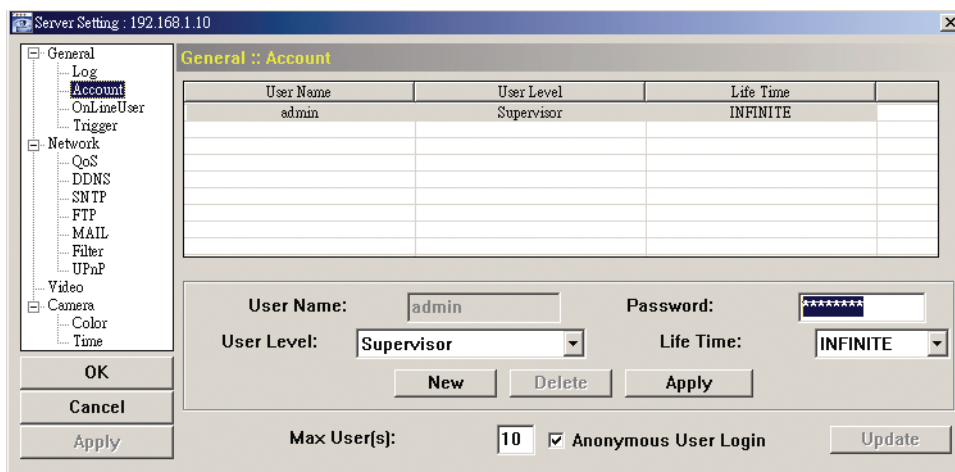 Server Setting : 192.168.1.10
General
Log
Account
OnLineUser
Trigger
Network
QoS
DDNS
SNTP
FTP
MAIL
Filter
UPnP
Video
Camera
Color
Time
OK
Cancel
Apply
General :: Account
User Name User Level Life Time
admin Supervisor INFINITE
User Name: admin Password: ********
User Level: Supervisor Life Time: INFINITE
New Delete Apply
Max User(s): 10 Anonymous User Login Update